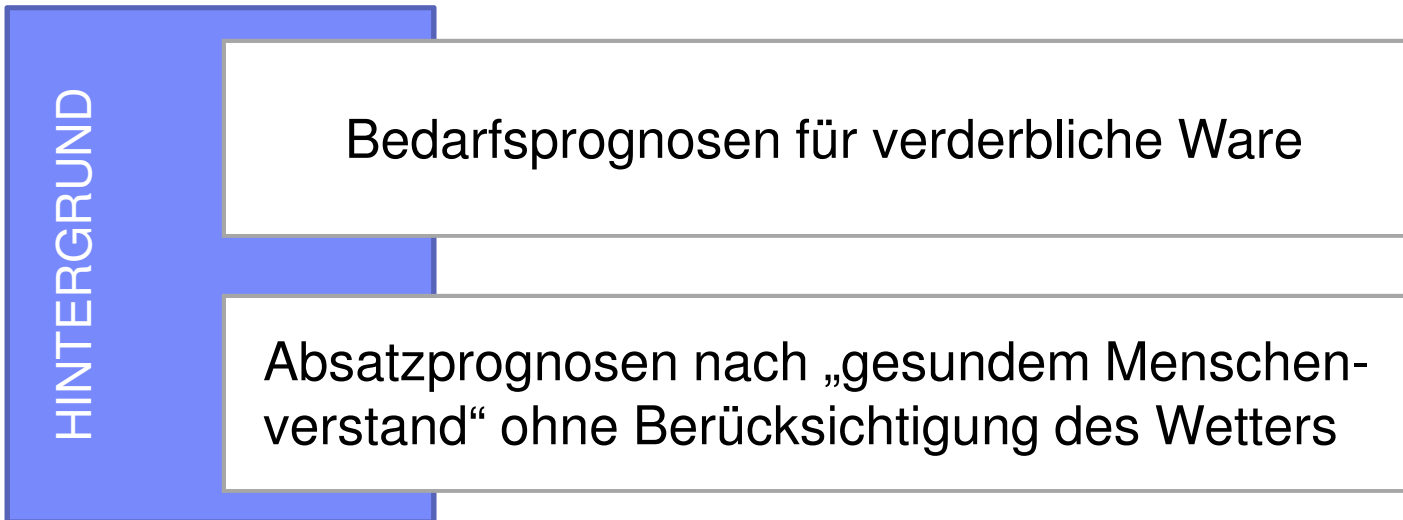 HINTERGRUND
Bedarfsprognosen für verderbliche Ware
Absatzprognosen nach „gesundem Menschen-
verstand“ ohne Berücksichtigung des Wetters